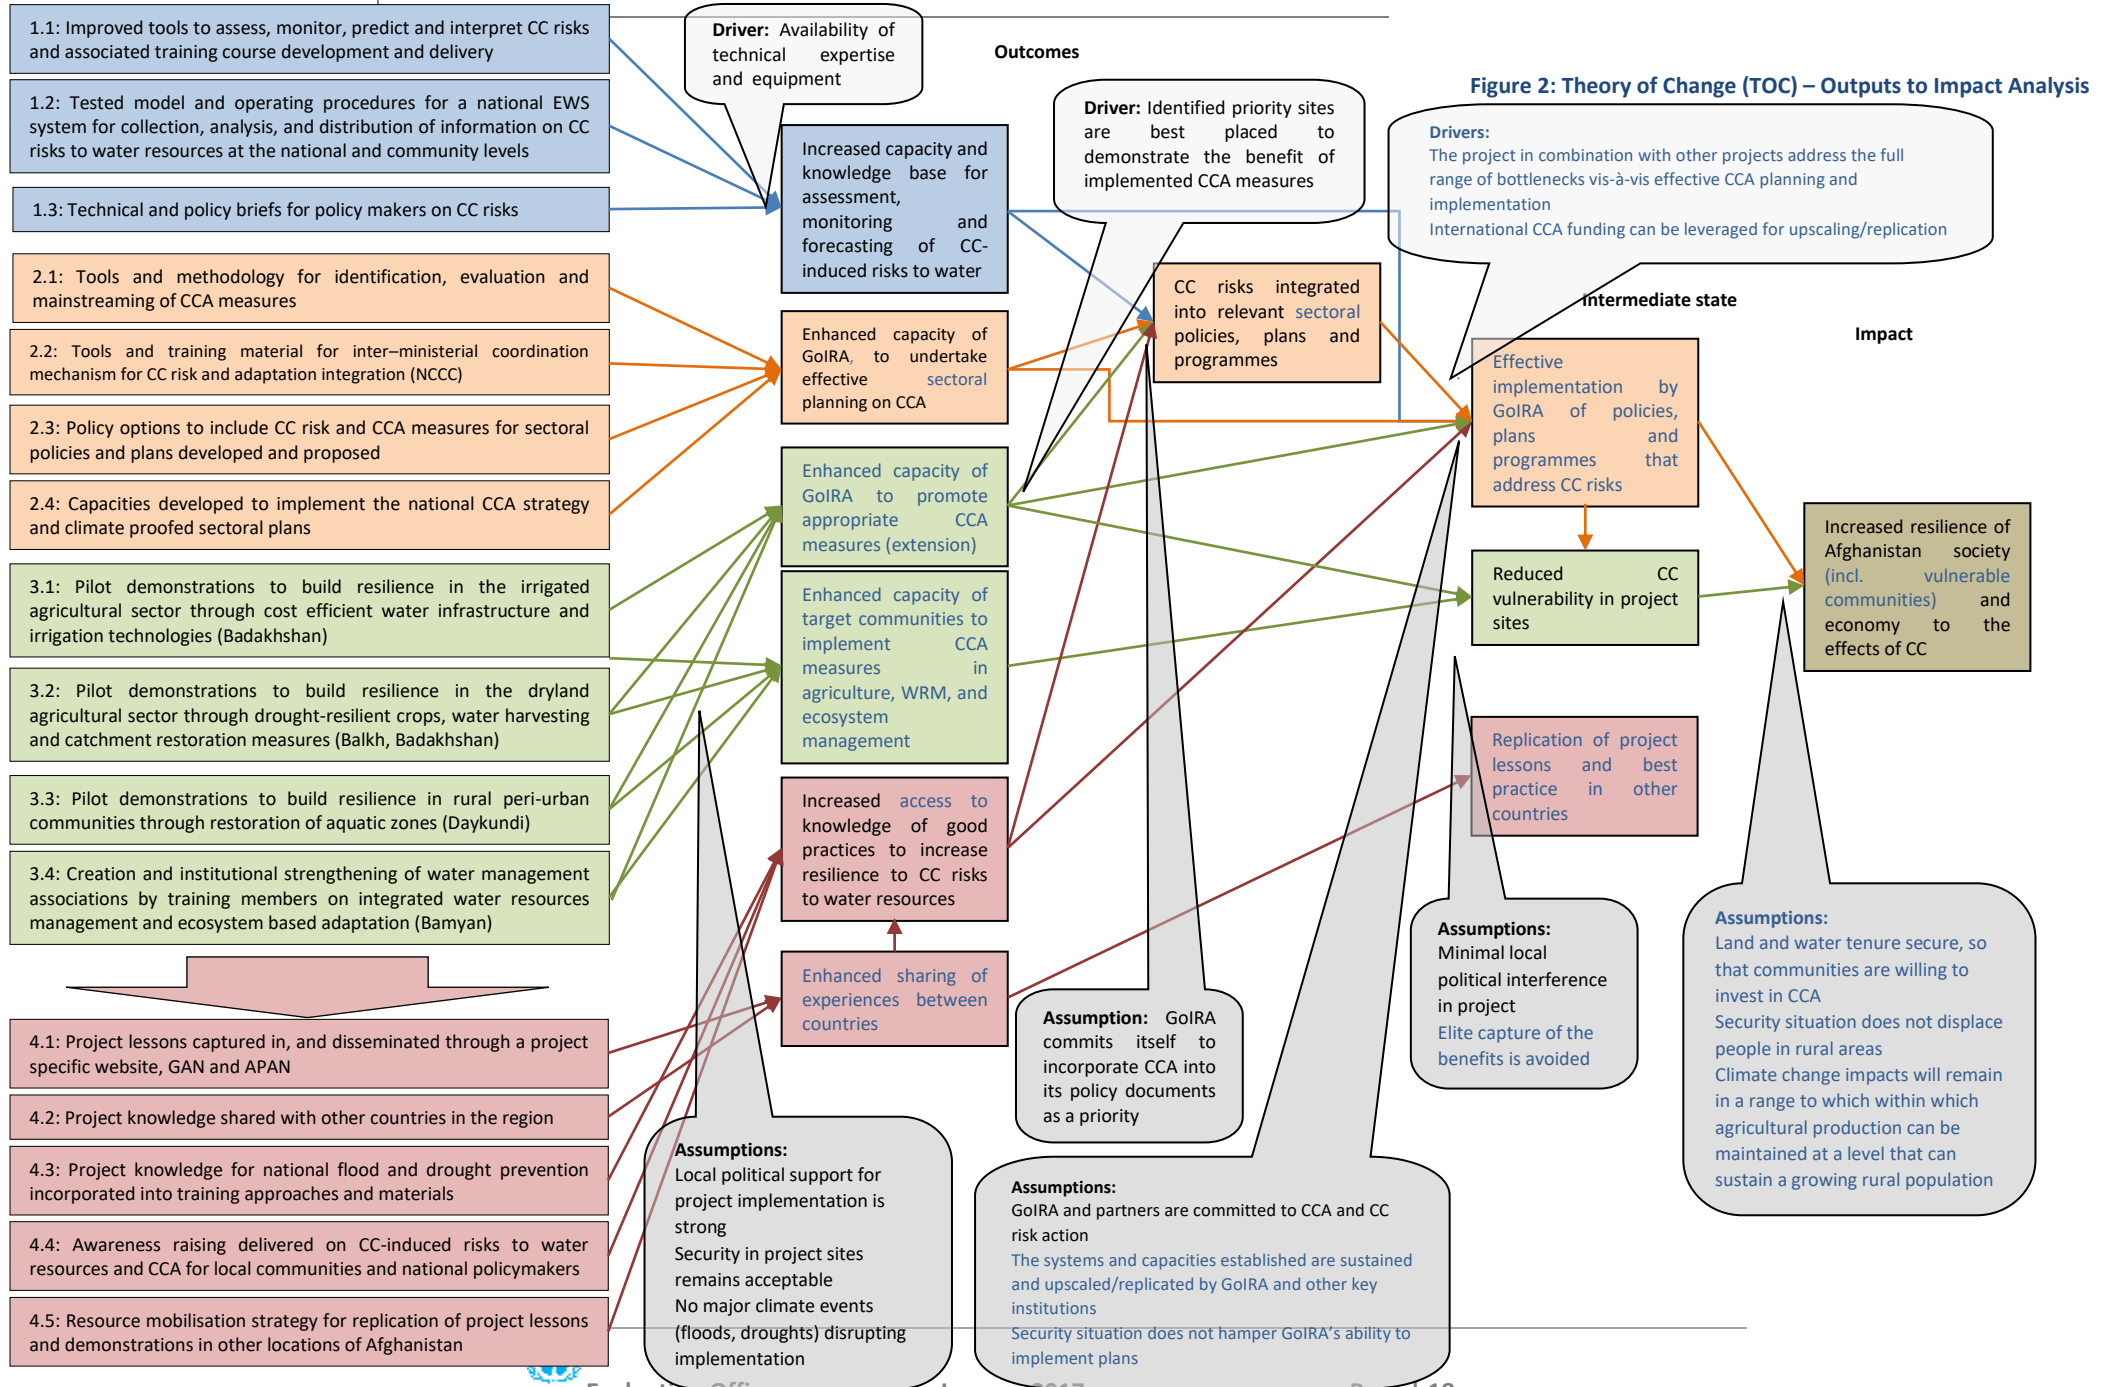 1.1: Improved tools to assess, monitor, predict and interpret CC risks
and associated training course development and delivery
1.2: Tested model and operating procedures for a national EWS
system for collection, analysis, and distribution of information on CC
risks to water resources at the national and community levels
1.3: Technical and policy briefs for policy makers on CC risks
2.1: Tools and methodology for identification, evaluation and
mainstreaming of CCA measures
2.2: Tools and training material for inter–ministerial coordination
mechanism for CC risk and adaptation integration (NCCC)
2.3: Policy options to include CC risk and CCA measures for sectoral
policies and plans developed and proposed
2.4: Capacities developed to implement the national CCA strategy
and climate proofed sectoral plans
3.1: Pilot demonstrations to build resilience in the irrigated
agricultural sector through cost efficient water infrastructure and
irrigation technologies (Badakhshan)
3.2: Pilot demonstrations to build resilience in the dryland
agricultural sector through drought-resilient crops, water harvesting
and catchment restoration measures (Balkh, Badakhshan)
3.3: Pilot demonstrations to build resilience in rural peri-urban
communities through restoration of aquatic zones (Daykundi)
3.4: Creation and institutional strengthening of water management
associations by training members on integrated water resources
management and ecosystem based adaptation (Bamyan)
4.1: Project lessons captured in, and disseminated through a project
specific website, GAN and APAN
4.2: Project knowledge shared with other countries in the region
4.3: Project knowledge for national flood and drought prevention
incorporated into training approaches and materials
4.4: Awareness raising delivered on CC-induced risks to water
resources and CCA for local communities and national policymakers
4.5: Resource mobilisation strategy for replication of project lessons
and demonstrations in other locations of Afghanistan
Driver: Availability of
technical expertise
and equipment
Outcomes
Increased capacity and
knowledge base for
assessment,
monitoring and
forecasting of CC-
induced risks to water
Enhanced capacity of
GoIRA, to undertake
effective sectoral
planning on CCA
Enhanced capacity of
GoIRA to promote
appropriate CCA
measures (extension)
Enhanced capacity of
target communities to
implement CCA
measures in
agriculture, WRM, and
ecosystem
management
Increased access to
knowledge of good
practices to increase
resilience to CC risks
to water resources
Enhanced sharing of
experiences between
countries
Assumptions:
Local political support for
project implementation is
strong
Security in project sites
remains acceptable
No major climate events
(floods, droughts) disrupting
implementation
Driver: Identified priority sites
are best placed to
demonstrate the benefit of
implemented CCA measures
CC risks integrated
into relevant sectoral
policies, plans and
programmes
Assumption: GoIRA
commits itself to
incorporate CCA into
its policy documents
as a priority
Assumptions:
GoIRA and partners are committed to CCA and CC
risk action
The systems and capacities established are sustained
and upscaled/replicated by GoIRA and other key
institutions
Security situation does not hamper GoIRA's ability to
implement plans
Figure 2: Theory of Change (TOC) – Outputs to Impact Analysis
Drivers:
The project in combination with other projects address the full
range of bottlenecks vis-à-vis effective CCA planning and
implementation
International CCA funding can be leveraged for upscaling/replication
Intermediate state
Effective
implementation by
GoIRA of policies,
plans and
programmes that
address CC risks
Reduced CC
vulnerability in project
sites
Replication of project
lessons and best
practice in other
countries
Assumptions:
Minimal local
political interference
in project
Elite capture of the
benefits is avoided
Impact
Increased resilience of
Afghanistan society
(incl. vulnerable
communities) and
economy to the
effects of CC
Assumptions:
Land and water tenure secure, so
that communities are willing to
invest in CCA
Security situation does not displace
people in rural areas
Climate change impacts will remain
in a range to which within which
agricultural production can be
maintained at a level that can
sustain a growing rural population